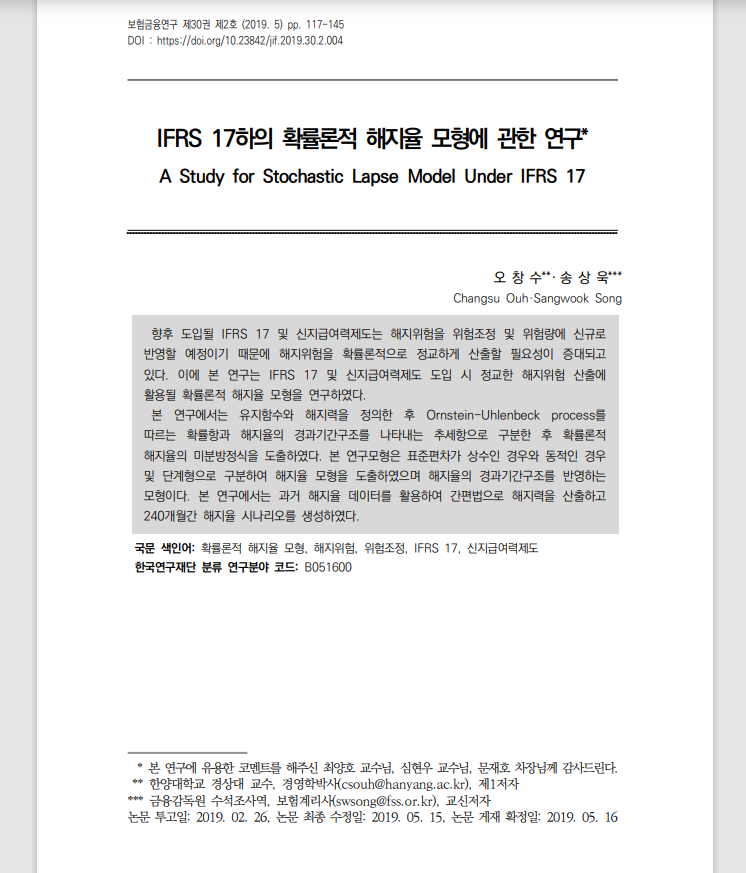 보험금융연구 제30권 제2호 (2019. 5) pp. 117-145
DOI : https://doi.org/10.23842/jif.2019.30.2.004
IFRS 17하의 확률론적 해지율 모형에 관한 연구*
A Study for Stochastic Lapse Model Under IFRS 17
오 창 수**·송 상 욱***
Changsu Ouh·Sangwook Song
향후 도입될 IFRS 17 및 신지급여력제도는 해지위험을 위험조정 및 위험량에 신규로
반영할 예정이기 때문에 해지위험을 확률론적으로 정교하게 산출할 필요성이 증대되고
있다. 이에 본 연구는 IFRS 17 및 신지급여력제도 도입 시 정교한 해지위험 산출에
활용될 확률론적 해지율 모형을 연구하였다.
본 연구에서는 유지함수와 해지력을 정의한 후 Ornstein-Uhlenbeck process를
따르는 확률항과 해지율의 경과기간구조를 나타내는 추세항으로 구분한 후 확률론적
해지율의 미분방정식을 도출하였다. 본 연구모형은 표준편차가 상수인 경우와 동적인 경우
및 단계형으로 구분하여 해지율 모형을 도출하였으며 해지율의 경과기간구조를 반영하는
모형이다. 본 연구에서는 과거 해지율 데이터를 활용하여 간편법으로 해지력을 산출하고
240개월간 해지율 시나리오를 생성하였다.
국문 색인어: 확률론적 해지율 모형, 해지위험, 위험조정, IFRS 17, 신지급여력제도
한국연구재단 분류 연구분야 코드: B051600
* 본 연구에 유용한 코멘트를 해주신 최양호 교수님, 심현우 교수님, 문재호 차장님께 감사드린다.
** 한양대학교 경상대 교수, 경영학박사(csouh@hanyang.ac.kr), 제1저자
*** 금융감독원 수석조사역, 보험계리사(swsong@fss.or.kr), 교신저자
논문 투고일: 2019. 02. 26, 논문 최종 수정일: 2019. 05. 15, 논문 게재 확정일: 2019. 05. 16